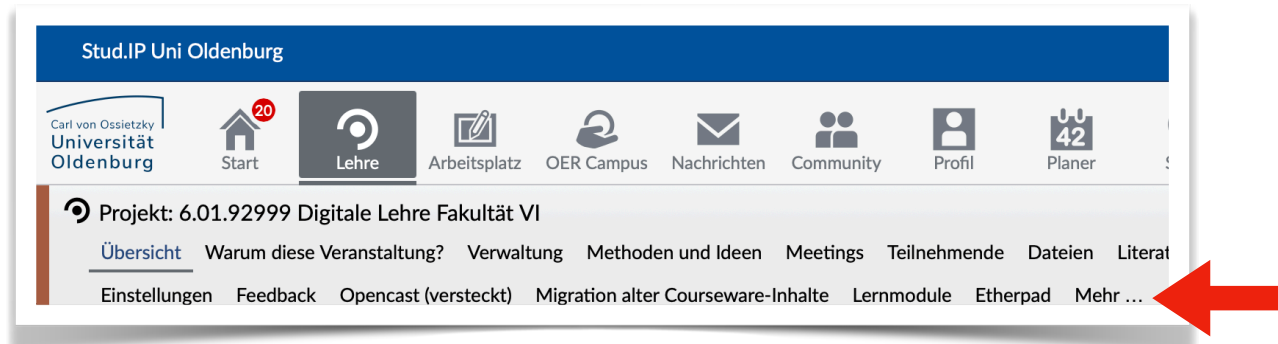 Stud.IP Uni Oldenburg
Carl von Ossietzky
Universität
Oldenburg
20
Start
Lehre
Arbeitsplatz
OER Campus
Nachrichten
Community
Profil
42
Planer
Projekt: 6.01.92999 Digitale Lehre Fakultät VI
Übersicht Warum diese Veranstaltung? Verwaltung Methoden und Ideen Meetings Teilnehmende Dateien
Einstellungen Feedback Opencast (versteckt) Migration alter Courseware-Inhalte Lernmodule Etherpad Mehr ...